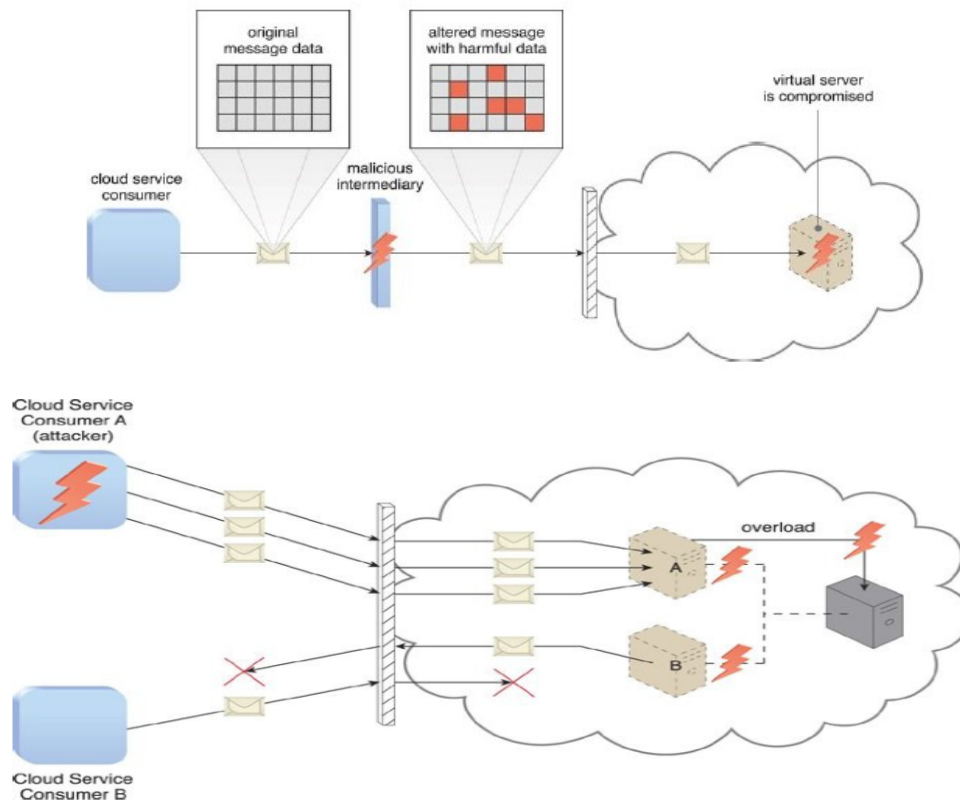 original
message data
altered message
with harmful data
virtual server
is compromised
cloud service
consumer
malicious
intermediary
Cloud Service
Consumer A
(attacker)
overload
A
B
Cloud Service
Consumer B